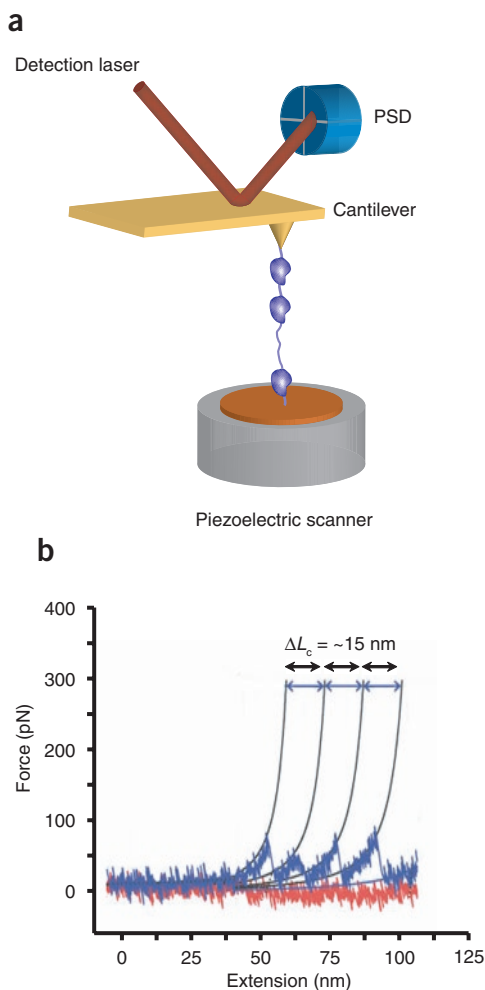 a
Detection laser
PSD
Cantilever
Piezoelectric scanner
b
400
ΔLc = ~15 nm
300
200
100
0
Force (pN)
0 25 50 75 100 125
Extension (nm)